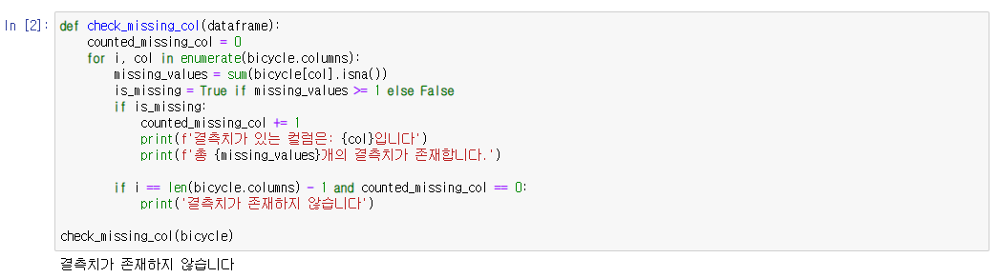 In [2]: def check_missing_col(dataframe):
    counted_missing_col = 0
    for i, col in enumerate(bicycle.columns):
        missing_values = sum(bicycle[col].isna())
        is_missing = True if missing_values >= 1 else False
        if is_missing:
            counted_missing_col += 1
            print(f'결측치가 있는 컬럼은: {col}입니다')
            print(f'총 {missing_values}개의 결측치가 존재합니다.')
        if i == len(bicycle.columns) - 1 and counted_missing_col == 0:
            print('결측치가 존재하지 않습니다')
check_missing_col(bicycle)
결측치가 존재하지 않습니다